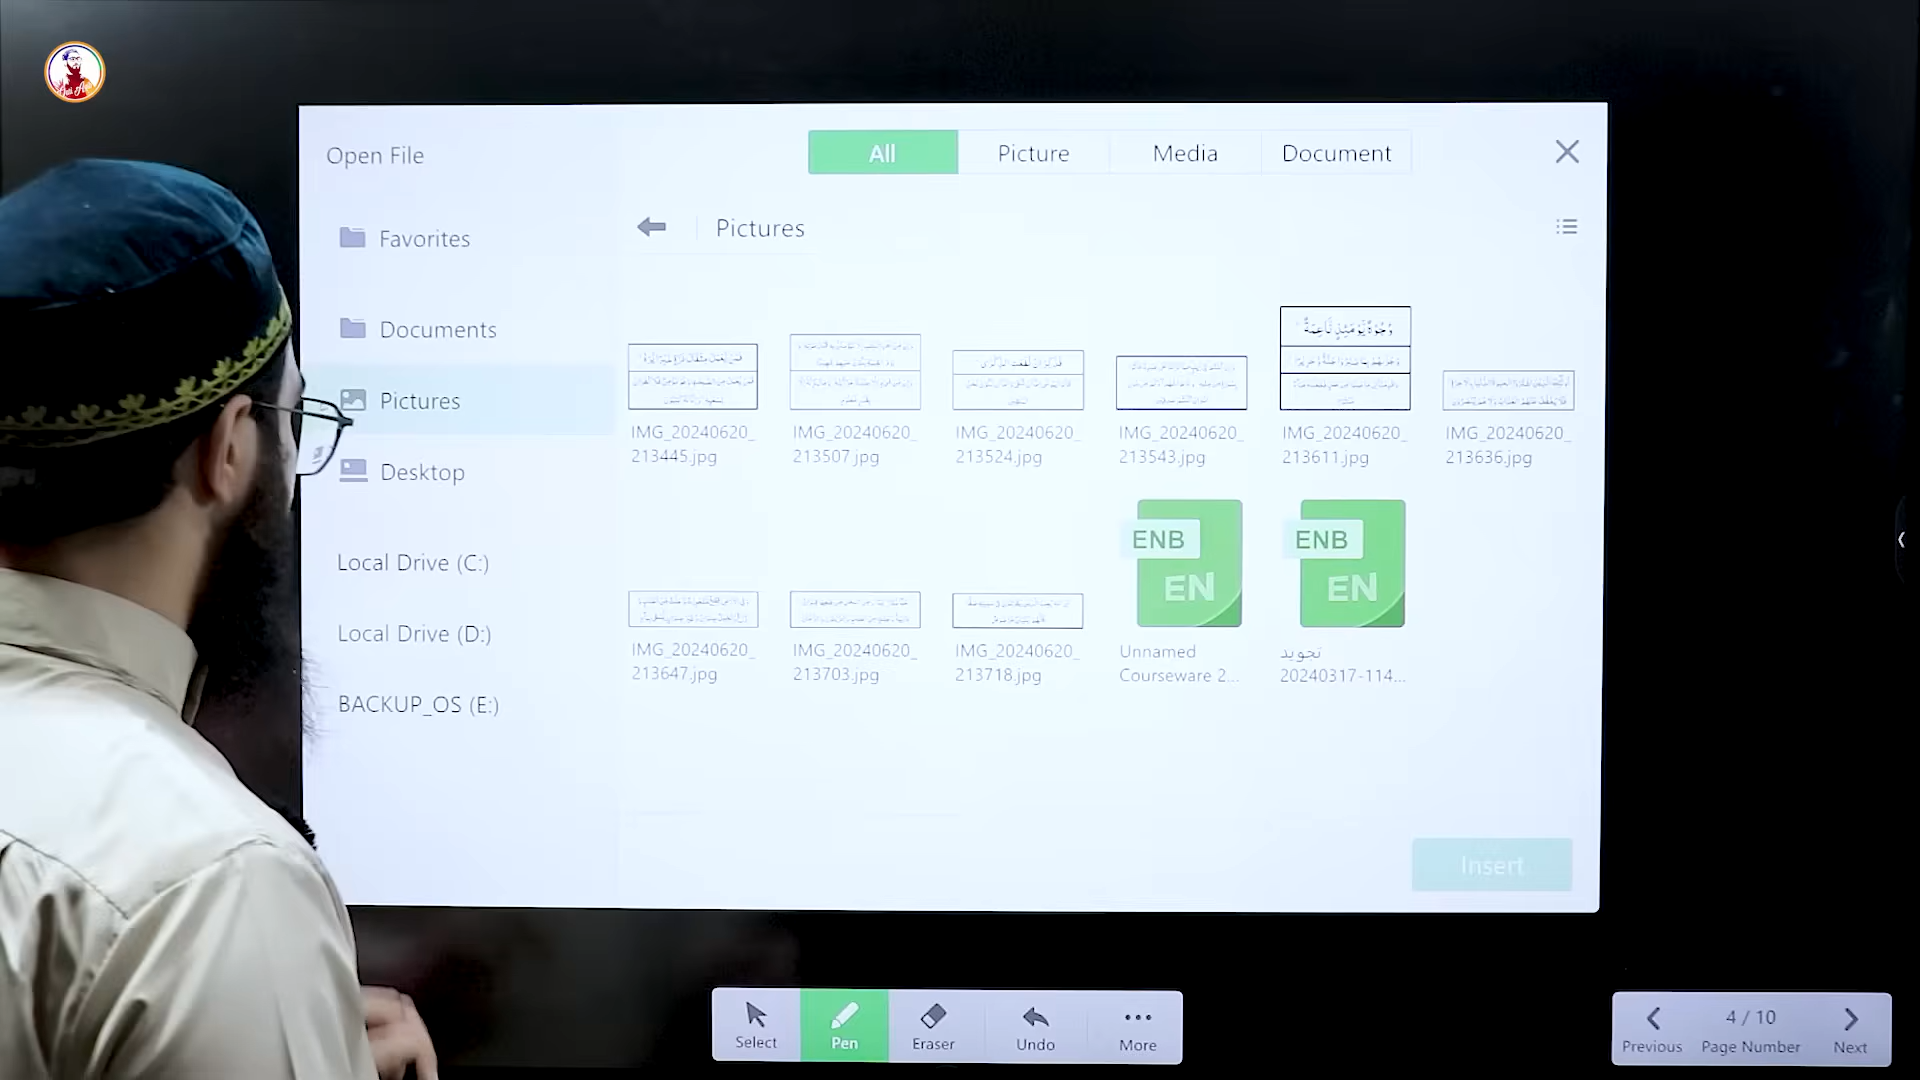 Open File
All
Picture
Media
Document
Favorites
Documents
Pictures
Desktop
Local Drive (C:)
Local Drive (D:)
BACKUP_OS (E:)
Pictures
IMG_20240620_
213445.jpg
IMG_20240620_
213507.jpg
IMG_20240620_
213524.jpg
IMG_20240620_
213543.jpg
IMG_20240620_
213611.jpg
IMG_20240620_
213636.jpg
IMG_20240620_
213647.jpg
IMG_20240620_
213703.jpg
IMG_20240620_
213718.jpg
ENB
EN
Unnamed
Courseware 2...
ENB
EN
تجويد
20240317-114...
Insert
Select
Pen
Eraser
Undo
More
Previous
4 / 10
Page Number
Next